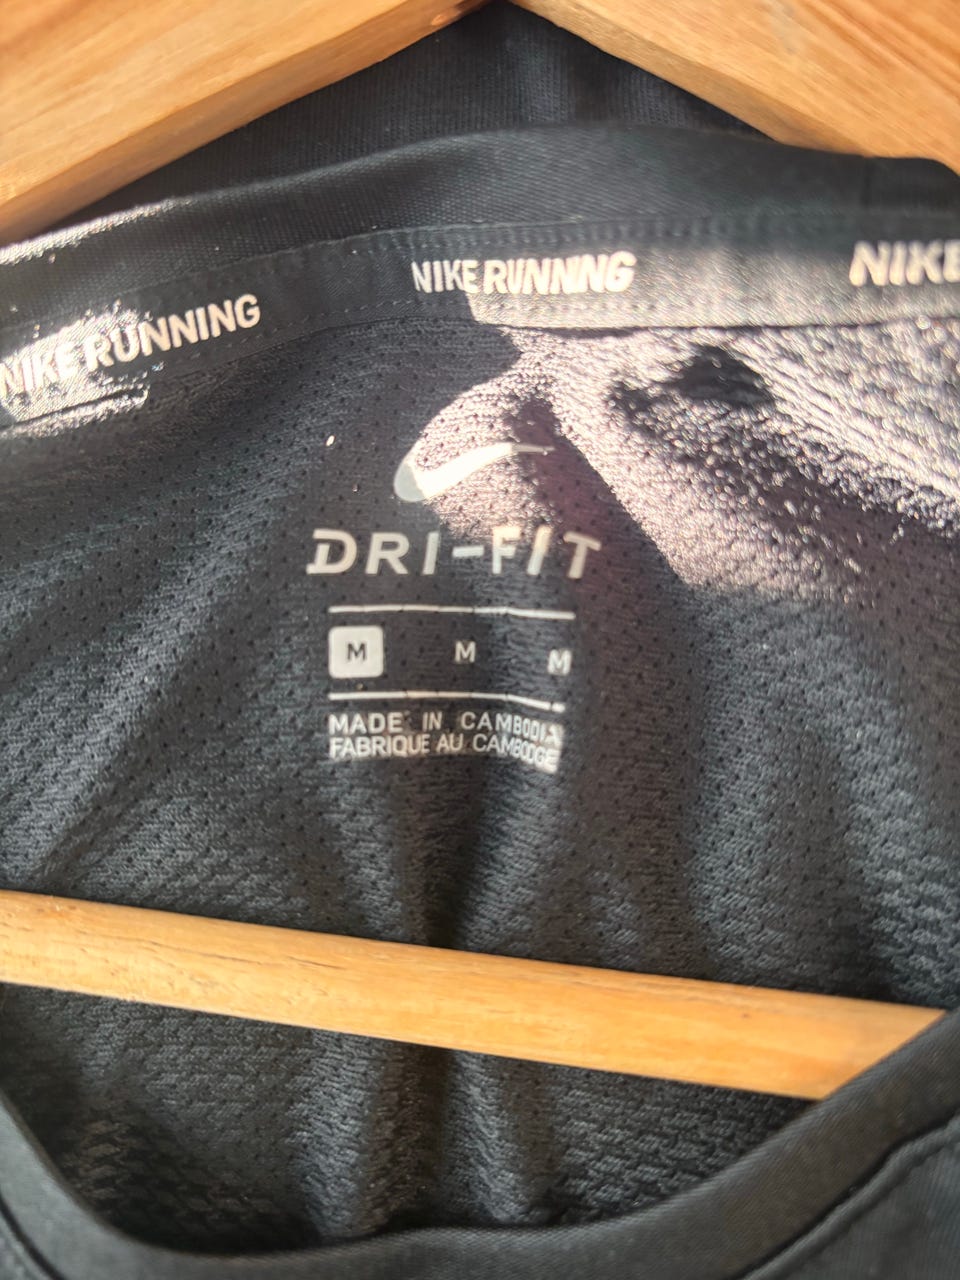 NIKE RUNNING
NIKE RUNNING
NIKE
DRI-FIT
M M M
MADE IN CAMBODIA
FABRIQUE AU CAMBODGE